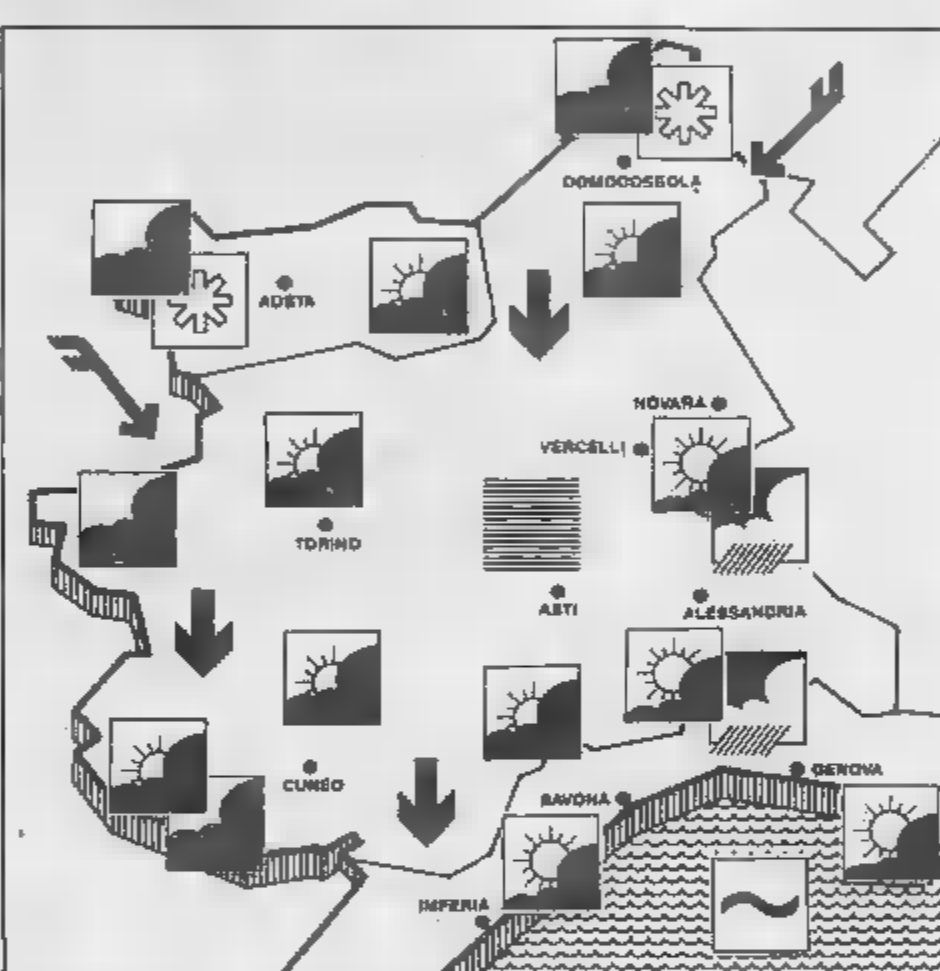 DOMODOSSOLA
AOSTA
NOVARA
VERCELLI
TORINO
ASTI
ALESSANDRIA
CUNEO
GENOVA
SAVONA
IMPERIA